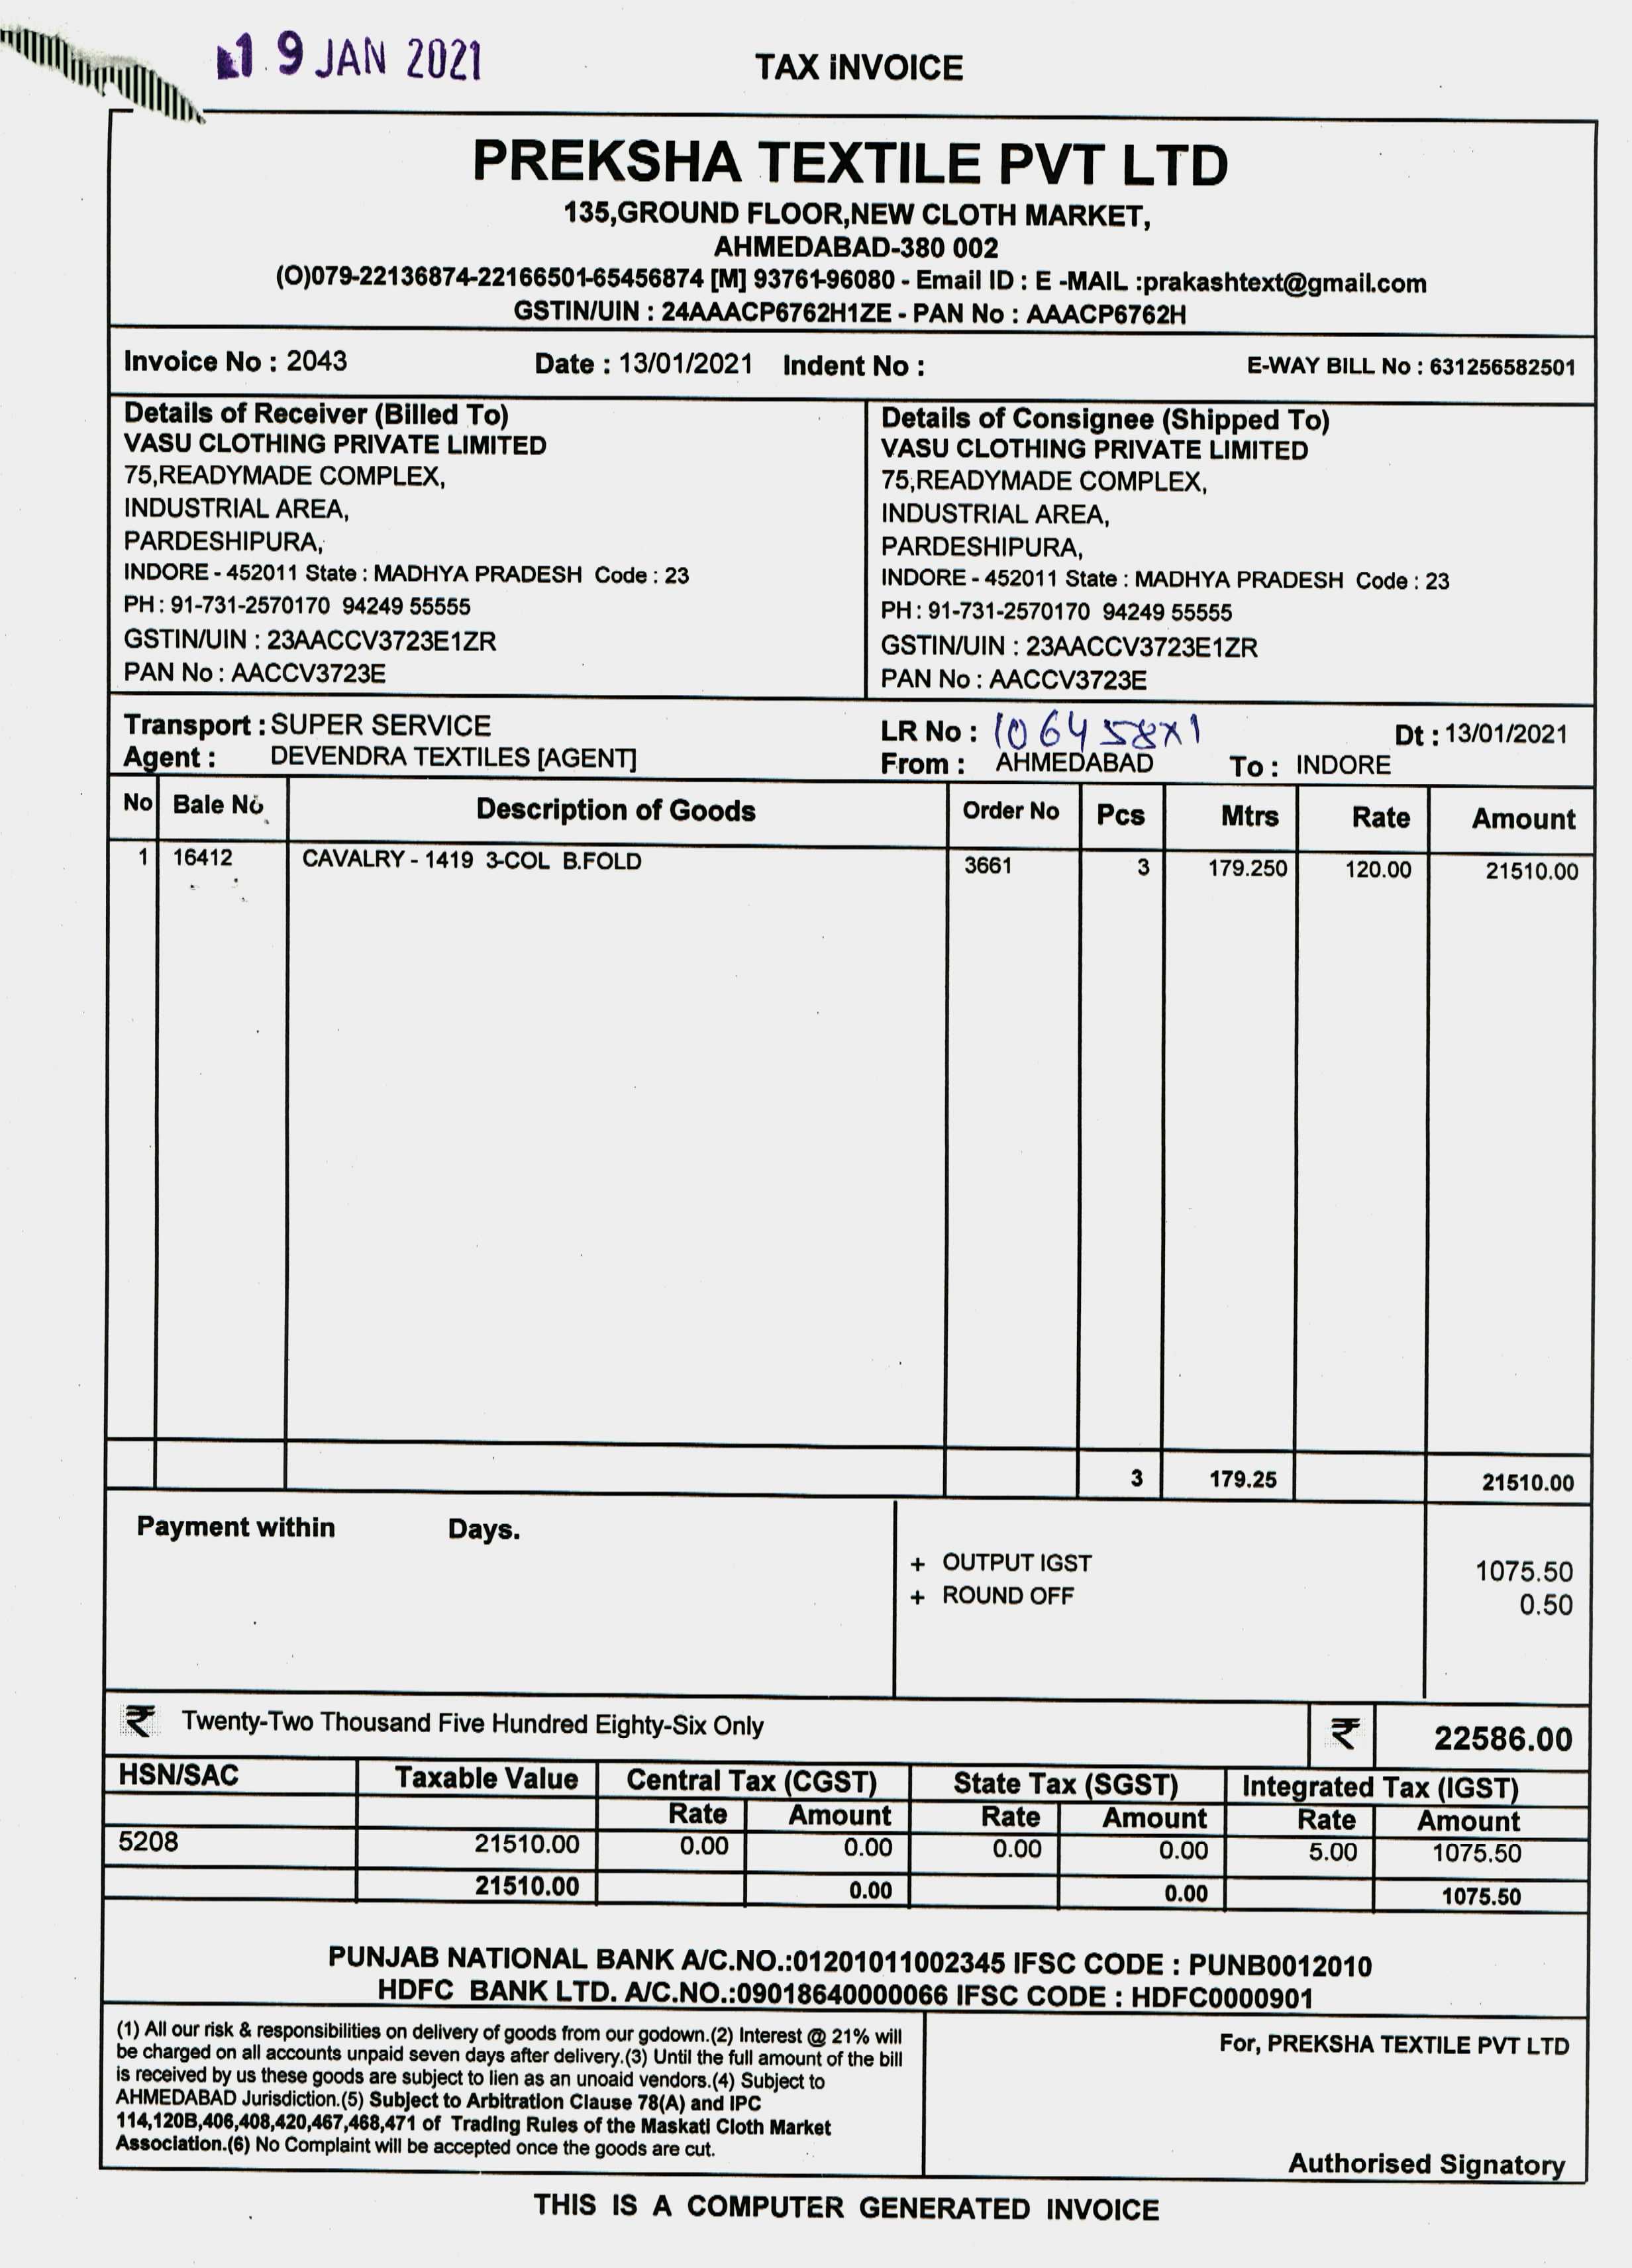 19 JAN 2021
TAX iNVOICE
PREKSHA TEXTILE PVT LTD
135,GROUND FLOOR,NEW CLOTH MARKET,
AHMEDABAD-380 002
(O)079-22136874-22166501-65456874 [M] 93761-96080 - Email ID : E -MAIL :prakashtext@gmail.com
GSTIN/UIN : 24AAACP6762H1ZE - PAN No : AAACP6762H
Invoice No : 2043 Date : 13/01/2021 Indent No : E-WAY BILL No : 631256582501
Details of Receiver (Billed To)
VASU CLOTHING PRIVATE LIMITED
75,READYMADE COMPLEX,
INDUSTRIAL AREA,
PARDESHIPURA,
INDORE - 452011 State : MADHYA PRADESH Code : 23
PH : 91-731-2570170 94249 55555
GSTIN/UIN : 23AACCV3723E1ZR
PAN No : AACCV3723E
Details of Consignee (Shipped To)
VASU CLOTHING PRIVATE LIMITED
75,READYMADE COMPLEX,
INDUSTRIAL AREA,
PARDESHIPURA,
INDORE - 452011 State : MADHYA PRADESH Code : 23
PH : 91-731-2570170 94249 55555
GSTIN/UIN : 23AACCV3723E1ZR
PAN No : AACCV3723E
Transport : SUPER SERVICE
Agent : DEVENDRA TEXTILES [AGENT]
LR No : 1064958x1 Dt : 13/01/2021
From : AHMEDABAD To : INDORE
No Bale No Description of Goods Order No Pcs Mtrs Rate Amount
1 16412 CAVALRY - 1419 3-COL B.FOLD 3661 3 179.250 120.00 21510.00
3 179.25 21510.00
Payment within Days.
+ OUTPUT IGST 1075.50
+ ROUND OFF 0.50
₹ Twenty-Two Thousand Five Hundred Eighty-Six Only ₹ 22586.00
HSN/SAC Taxable Value Central Tax (CGST) State Tax (SGST) Integrated Tax (IGST)
Rate Amount Rate Amount Rate Amount
5208 21510.00 0.00 0.00 0.00 0.00 5.00 1075.50
21510.00 0.00 0.00 1075.50
PUNJAB NATIONAL BANK A/C.NO.:01201011002345 IFSC CODE : PUNB0012010
HDFC BANK LTD. A/C.NO.:09018640000066 IFSC CODE : HDFC0000901
(1) All our risk & responsibilities on delivery of goods from our godown.(2) Interest @ 21% will
be charged on all accounts unpaid seven days after delivery.(3) Until the full amount of the bill
is received by us these goods are subject to lien as an unoaid vendors.(4) Subject to
AHMEDABAD Jurisdiction.(5) Subject to Arbitration Clause 78(A) and IPC
114,120B,406,408,420,467,468,471 of Trading Rules of the Maskati Cloth Market
Association.(6) No Complaint will be accepted once the goods are cut.
For, PREKSHA TEXTILE PVT LTD
Authorised Signatory
THIS IS A COMPUTER GENERATED INVOICE